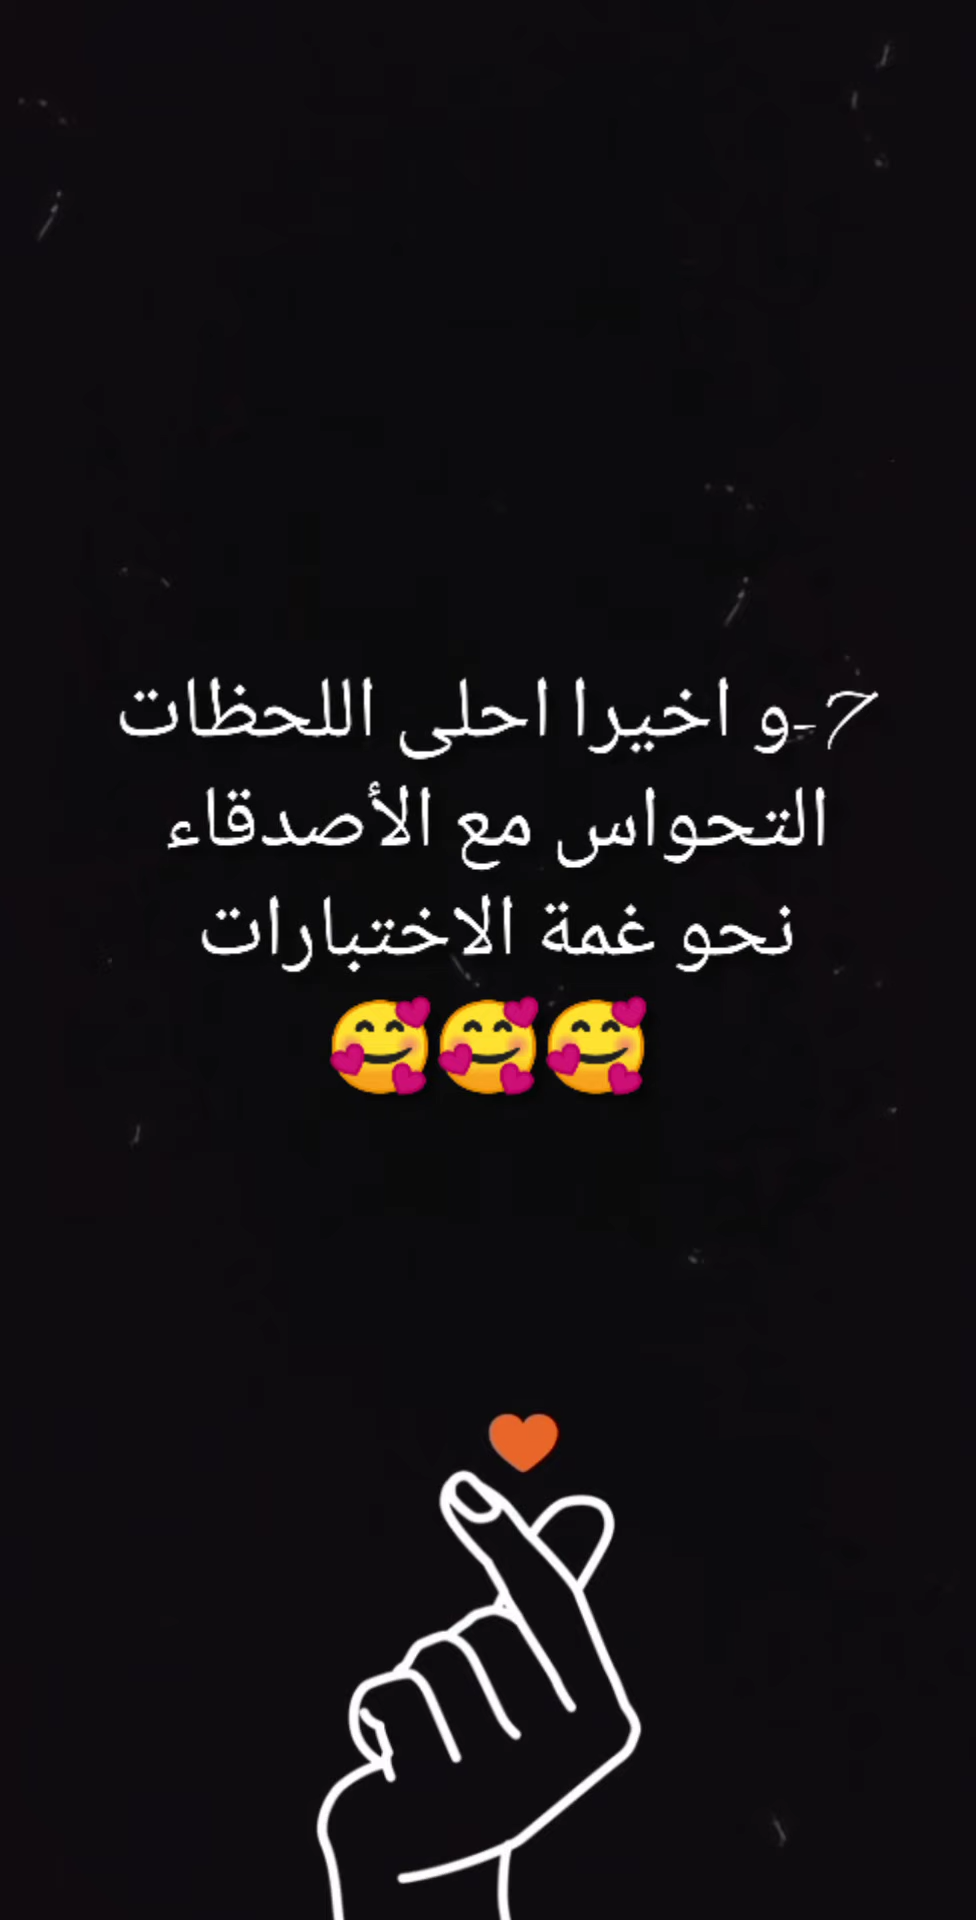 7-و اخيرا احلى اللحظات
التحواس مع الأصدقاء
نحو غمة الاختبارات
🥰🥰🥰